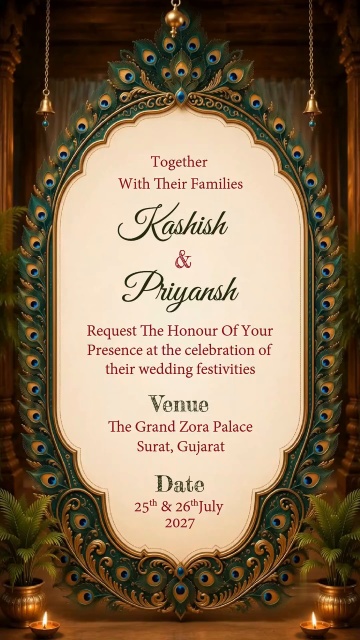 Together
With Their Families
Kashish
&
Priyansh
Request The Honour Of Your
Presence at the celebration of
their wedding festivities
Venue
The Grand Zora Palace
Surat, Gujarat
Date
25th & 26thJuly
2027